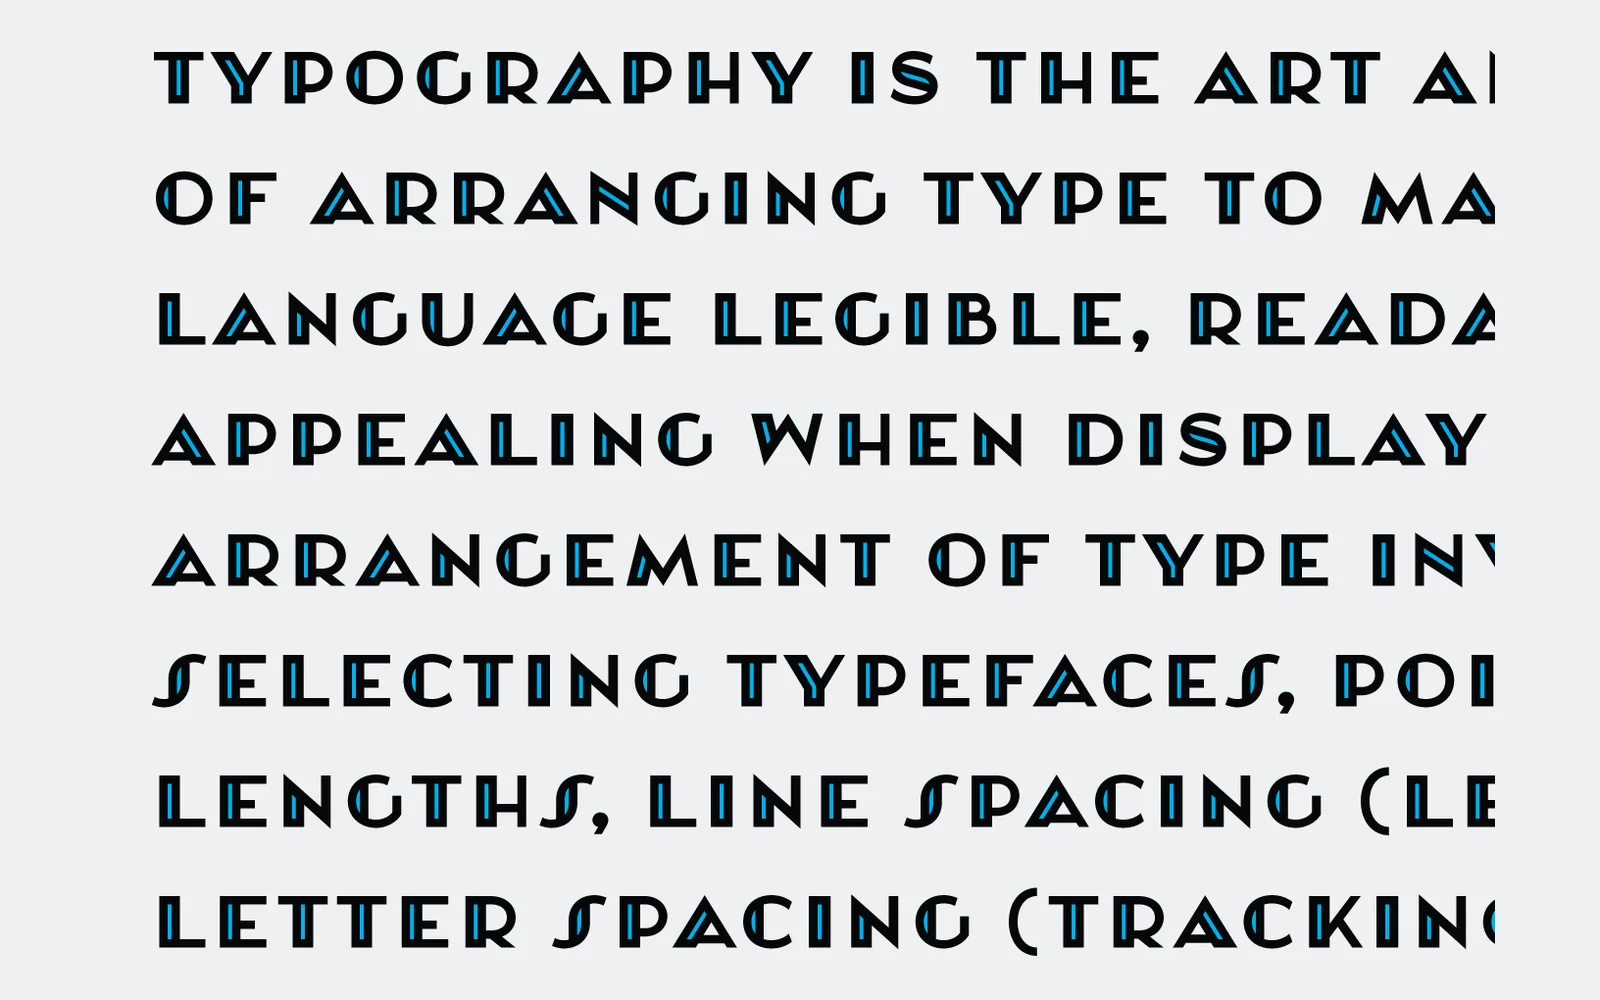 TYPOGRAPHY IS THE ART
OF ARRANGING TYPE TO
LANGUAGE LEGIBLE,
APPEALING WHEN DISPLAY
ARRANGEMENT OF TYPE
SELECTING TYPEFACES,
LENGTHS, LINE SPACING
LETTER SPACING